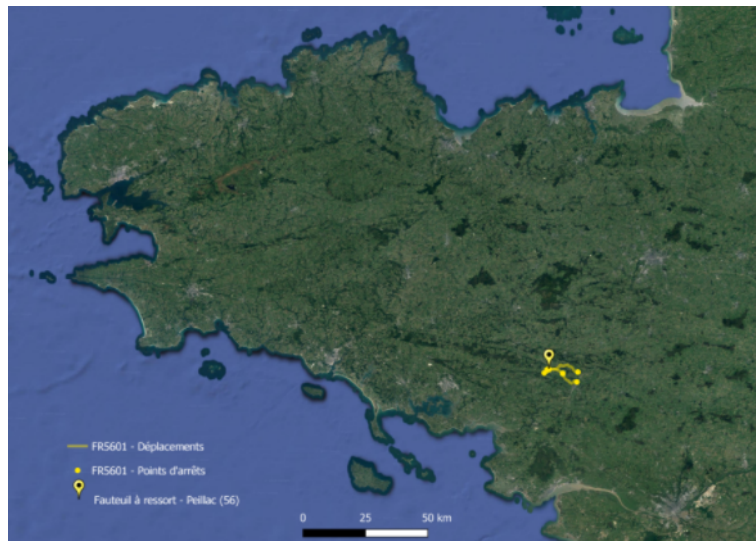 FR5601 - Déplacements
FR5601 - Points d'arrêts
Fauteuil à ressort - Peillac (56)
0 25 50 km